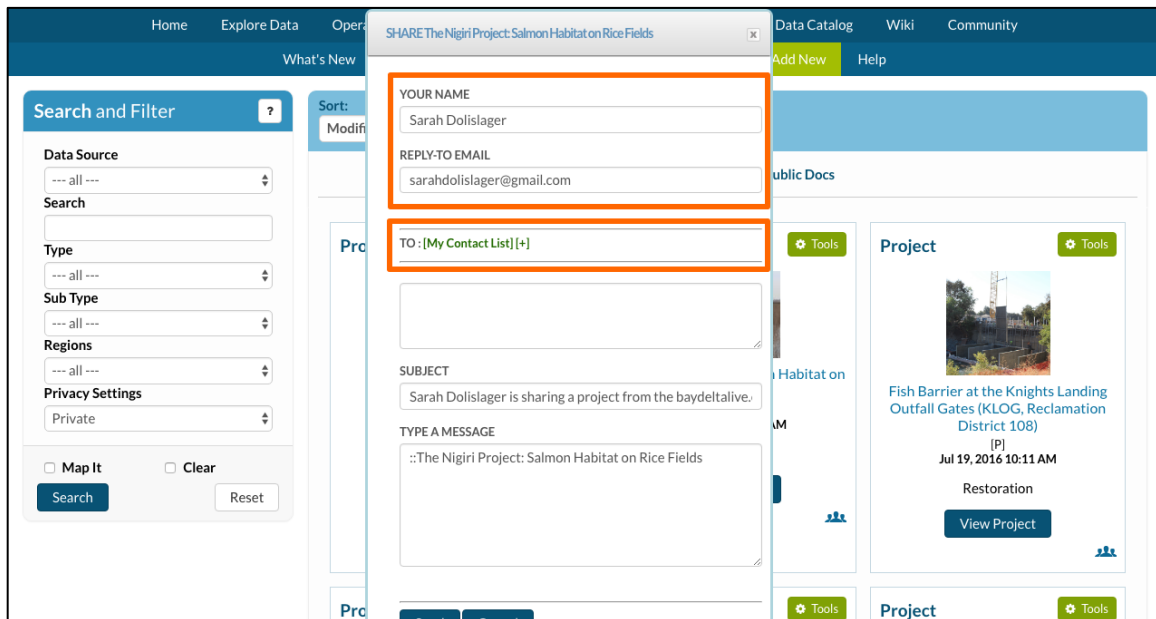 Home Explore Data Data Catalog Wiki Community
What's New Add New Help
SHARE The Nigiri Project: Salmon Habitat on Rice Fields x
Search and Filter ?
Data Source
--- all ---
Search
Type
--- all ---
Sub Type
--- all ---
Regions
--- all ---
Privacy Settings
Private
Map It Clear
Search Reset
Sort:
YOUR NAME
Sarah Dolislager
REPLY-TO EMAIL
sarahdolislager@gmail.com
TO : [My Contact List] [+]
SUBJECT
Sarah Dolislager is sharing a project from the baydeltalive.
TYPE A MESSAGE
::The Nigiri Project: Salmon Habitat on Rice Fields
Docs
Tools
Habitat on
Project Tools
Fish Barrier at the Knights Landing
Outfall Gates (KLOG, Reclamation
District 108)
[P]
Jul 19, 2016 10:11 AM
Restoration
View Project
Tools
Project Tools